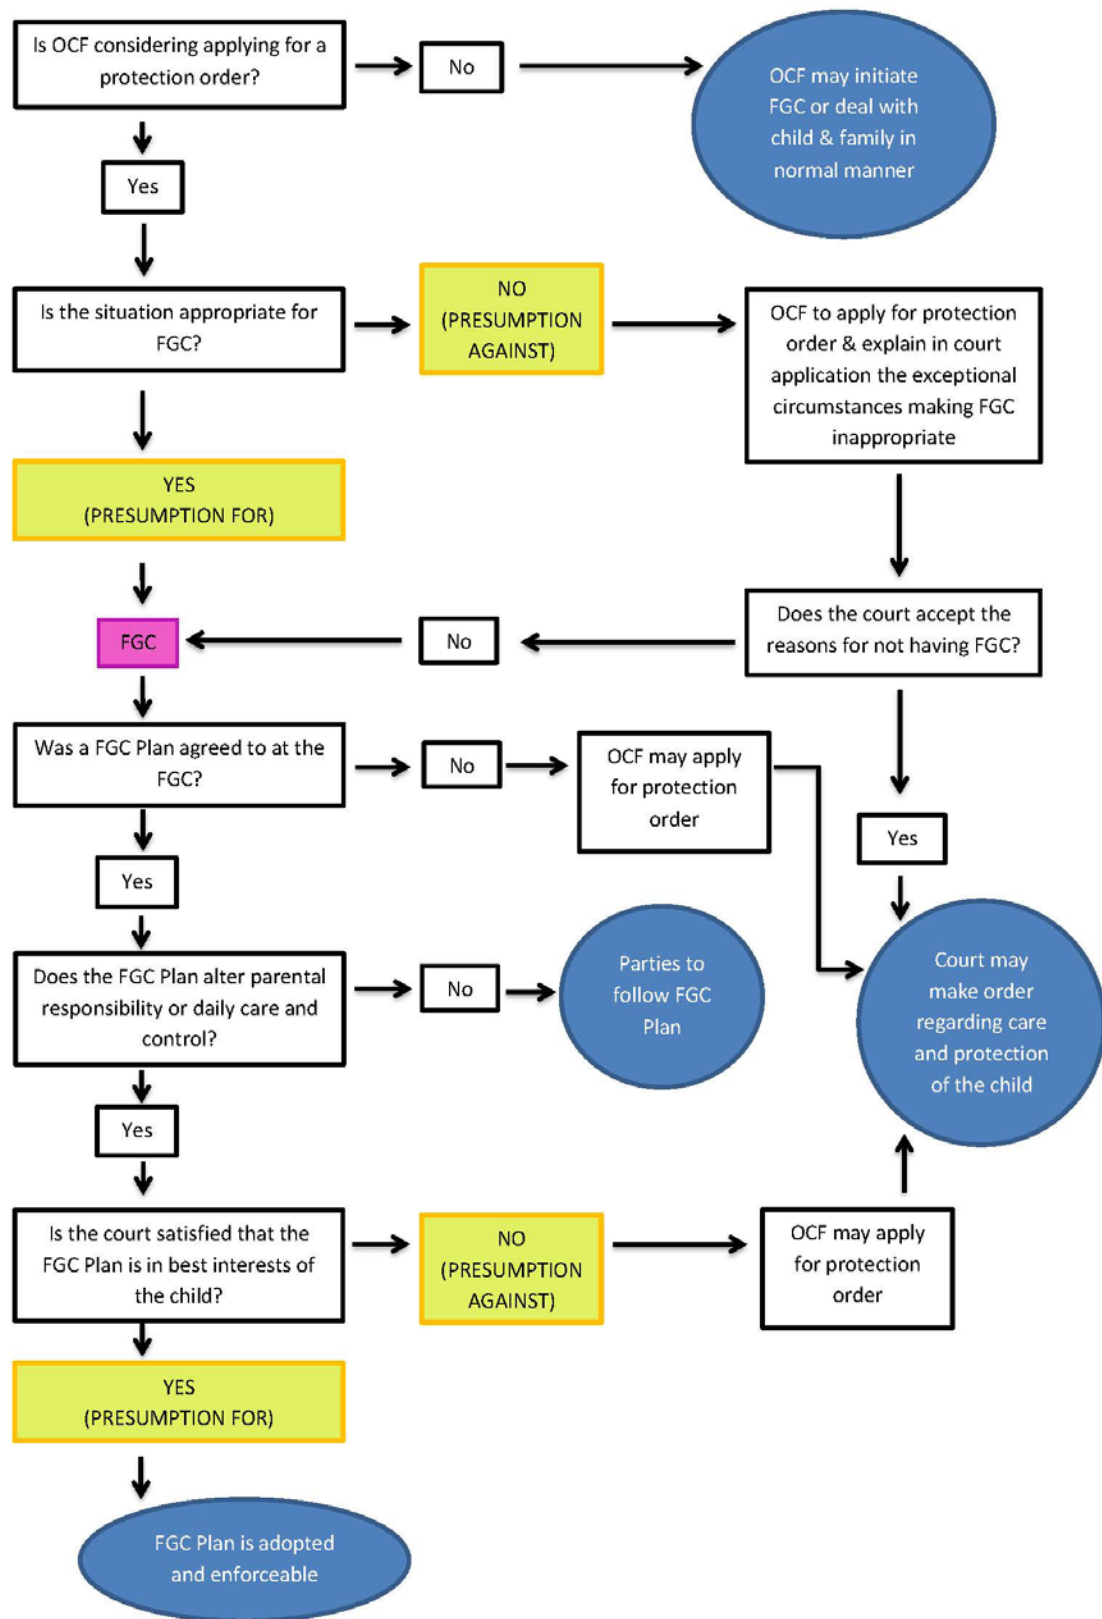 Is OCF considering applying for a
protection order?
No
OCF may initiate
FGC or deal with
child & family in
normal manner
Yes
Is the situation appropriate for
FGC?
NO
(PRESUMPTION
AGAINST)
OCF to apply for protection
order & explain in court
application the exceptional
circumstances making FGC
inappropriate
YES
(PRESUMPTION FOR)
FGC
No
Does the court accept the
reasons for not having FGC?
Was a FGC Plan agreed to at the
FGC?
No
OCF may apply
for protection
order
Yes
Yes
Does the FGC Plan alter parental
responsibility or daily care and
control?
No
Parties to
follow FGC
Plan
Court may
make order
regarding care
and protection
of the child
Yes
Is the court satisfied that the
FGC Plan is in best interests of
the child?
NO
(PRESUMPTION
AGAINST)
OCF may apply
for protection
order
YES
(PRESUMPTION FOR)
FGC Plan is adopted
and enforceable